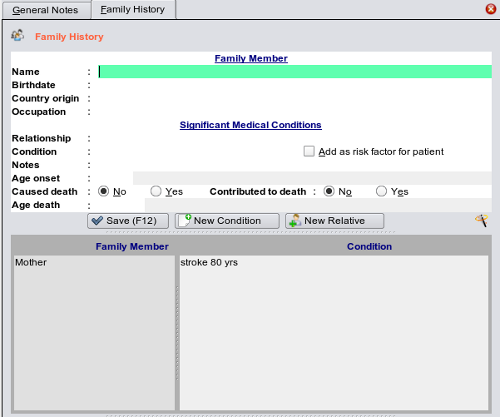 General Notes Family History
Family History
Family Member
Name :
Birthdate :
Country origin :
Occupation :
Significant Medical Conditions
Relationship :
Condition : Add as risk factor for patient
Notes :
Age onset :
Caused death : No Yes Contributed to death : No Yes
Age death :
Save (F12) New Condition New Relative
Family Member Condition
Mother stroke 80 yrs